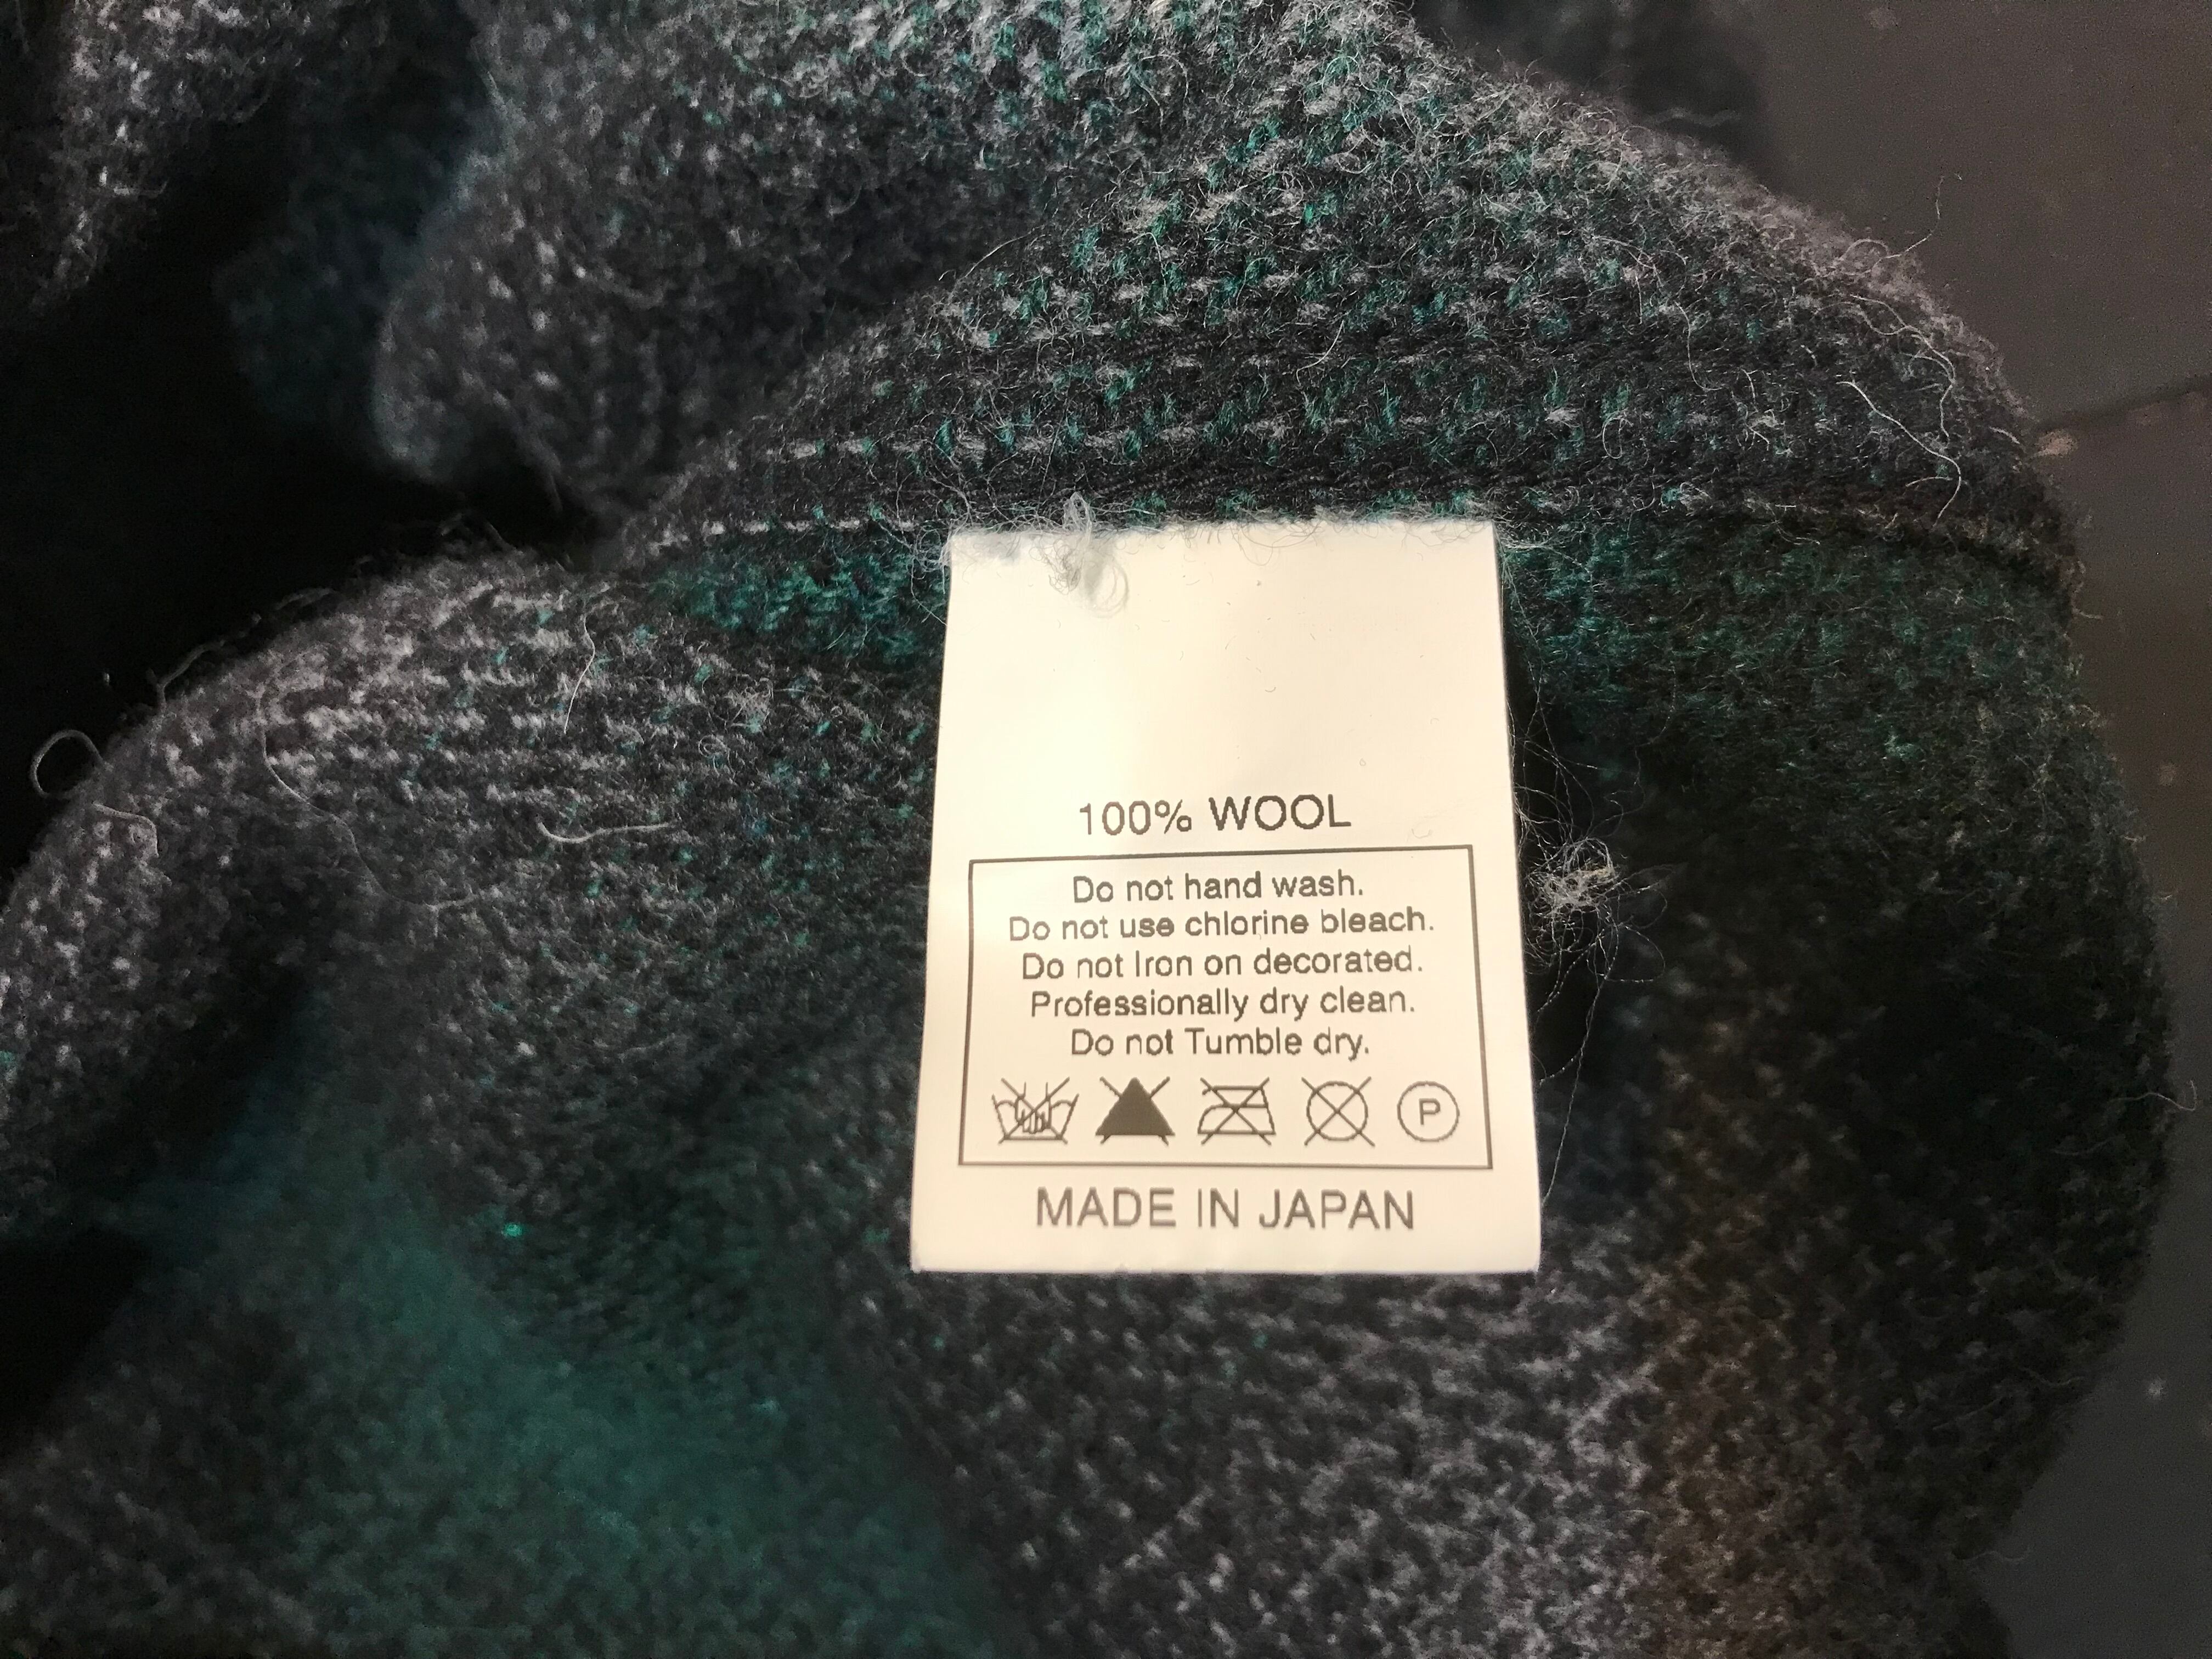 100% WOOL
Do not hand wash.
Do not use chlorine bleach.
Do not Iron on decorated.
Professionally dry clean.
Do not Tumble dry.
P
MADE IN JAPAN